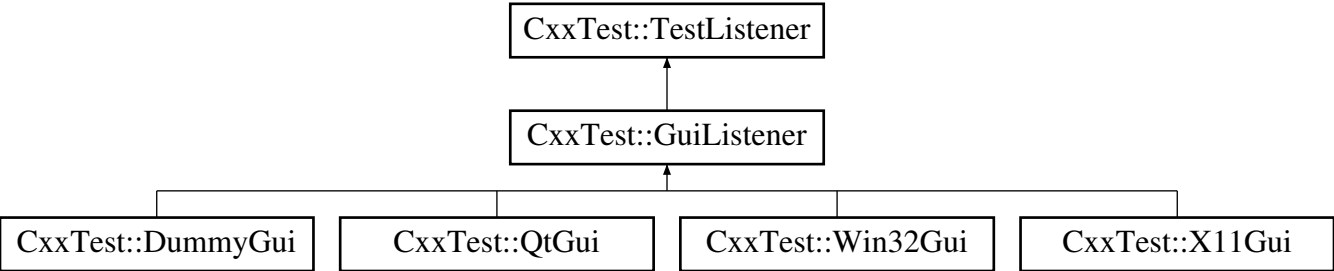 CxxTest::TestListener
CxxTest::GuiListener
CxxTest::DummyGui CxxTest::QtGui CxxTest::Win32Gui CxxTest::X11Gui